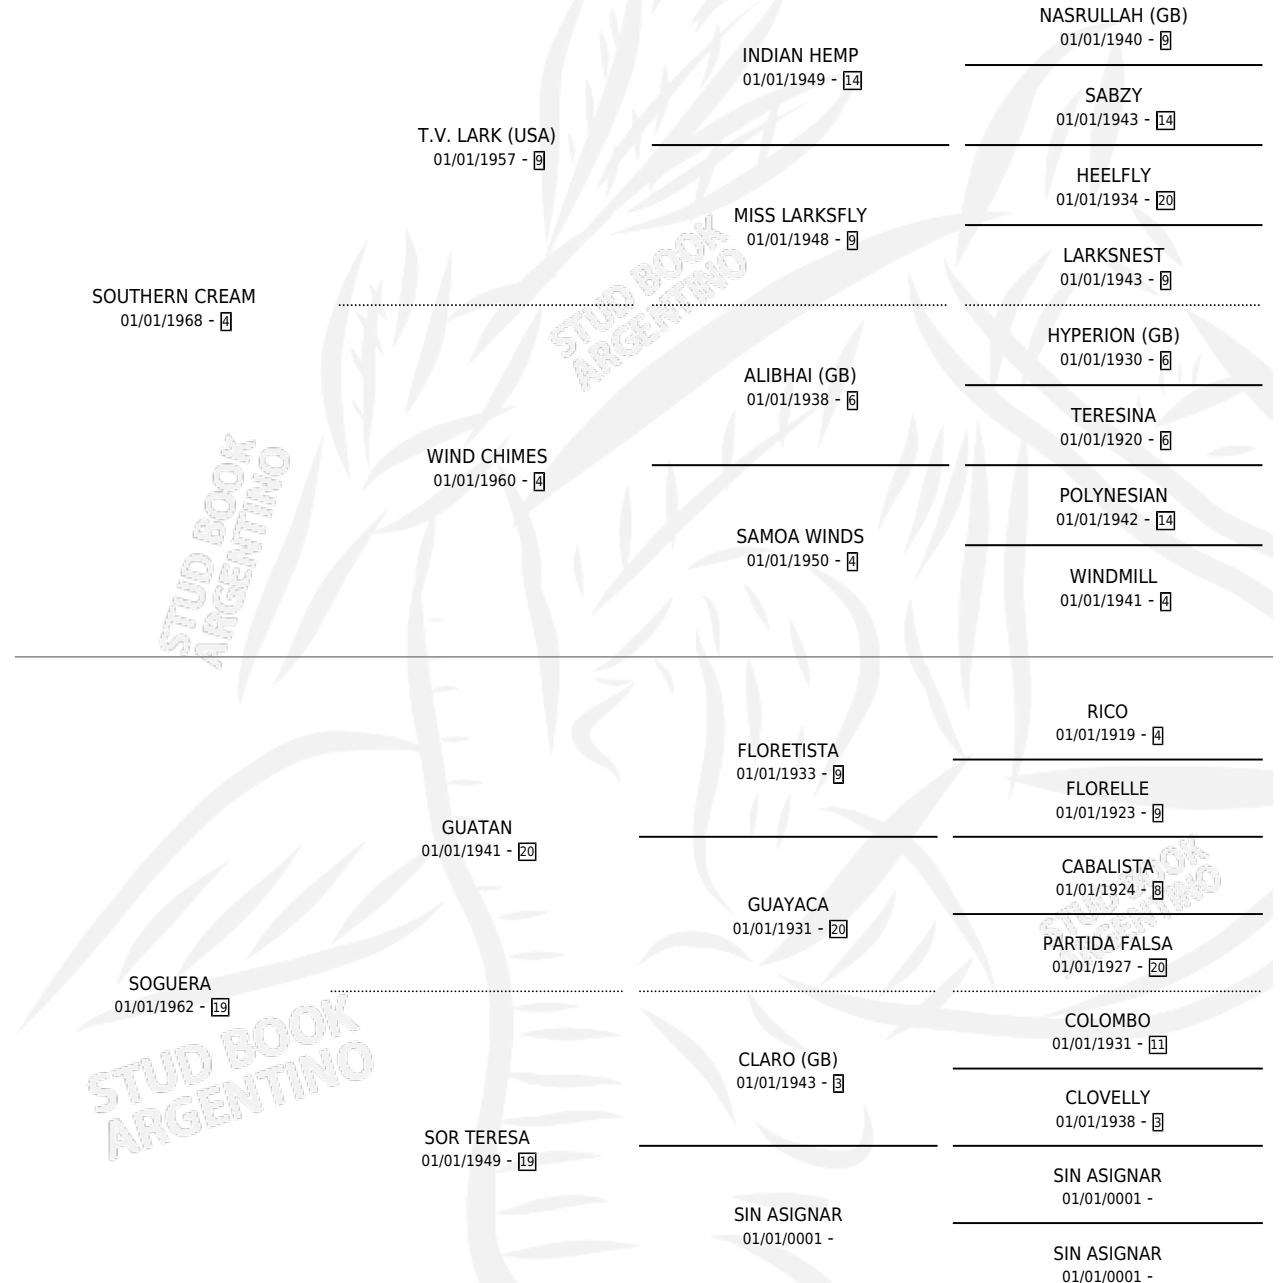 NASRULLAH (GB)
01/01/1940 - 9
INDIAN HEMP
01/01/1949 - 14
SABZY
01/01/1943 - 14
T.V. LARK (USA)
01/01/1957 - 9
HEELFLY
01/01/1934 - 20
MISS LARKSFLY
01/01/1948 - 9
LARKSNEST
01/01/1943 - 9
SOUTHERN CREAM
01/01/1968 - 4
STUD BOOK
ARGENTINO
HYPERION (GB)
01/01/1930 - 6
ALIBHAI (GB)
01/01/1938 - 6
TERESINA
01/01/1920 - 6
WIND CHIMES
01/01/1960 - 4
POLYNESIAN
01/01/1942 - 14
SAMOA WINDS
01/01/1950 - 4
WINDMILL
01/01/1941 - 4
STUD BOOK
ARGENTINO
RICO
01/01/1919 - 4
FLORETISTA
01/01/1933 - 9
FLORELLE
01/01/1923 - 9
GUATAN
01/01/1941 - 20
CABALISTA
01/01/1924 - 8
GUAYACA
01/01/1931 - 20
STUD BOOK
ARGENTINO
PARTIDA FALSA
01/01/1927 - 20
SOGUERA
01/01/1962 - 19
COLOMBO
01/01/1931 - 11
CLARO (GB)
01/01/1943 - 3
STUD BOOK
ARGENTINO
CLOVELLY
01/01/1938 - 3
SOR TERESA
01/01/1949 - 19
SIN ASIGNAR
01/01/0001 -
SIN ASIGNAR
01/01/0001 -
SIN ASIGNAR
01/01/0001 -